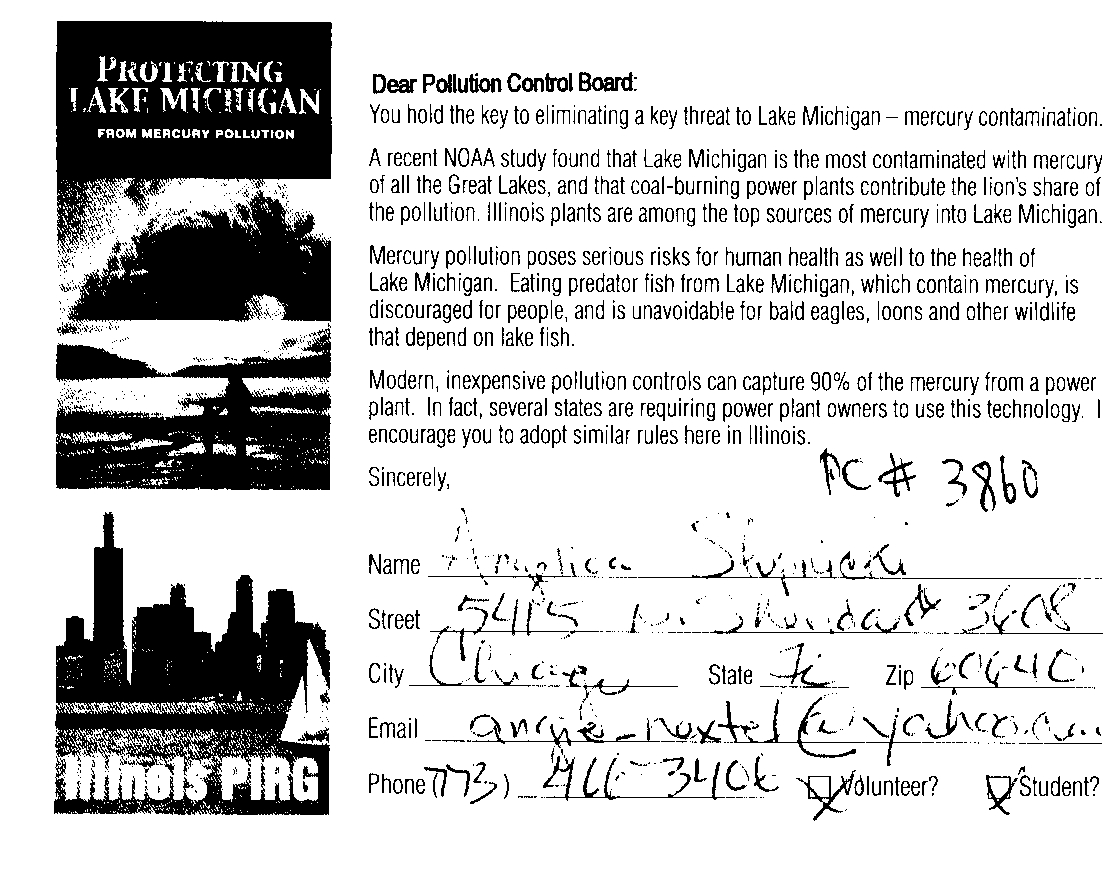 PROTECTING
LAKE MICHIGAN
FROM MERCURY POLLUTION
Illinois PIRG
Dear Pollution Control Board:
You hold the key to eliminating a key threat to Lake Michigan – mercury contamination.
A recent NOAA study found that Lake Michigan is the most contaminated with mercury
of all the Great Lakes, and that coal-burning power plants contribute the lion's share of
the pollution. Illinois plants are among the top sources of mercury into Lake Michigan.
Mercury pollution poses serious risks for human health as well to the health of
Lake Michigan. Eating predator fish from Lake Michigan, which contain mercury, is
discouraged for people, and is unavoidable for bald eagles, loons and other wildlife
that depend on lake fish.
Modern, inexpensive pollution controls can capture 90% of the mercury from a power
plant. In fact, several states are requiring power plant owners to use this technology. I
encourage you to adopt similar rules here in Illinois.
Sincerely,
PC# 3860
Name Angelica
Street N. 3608
City Chicago State Zip 60640
Email angie_nextel@yahoo.com
Phone (773) 3406 Volunteer? Student?